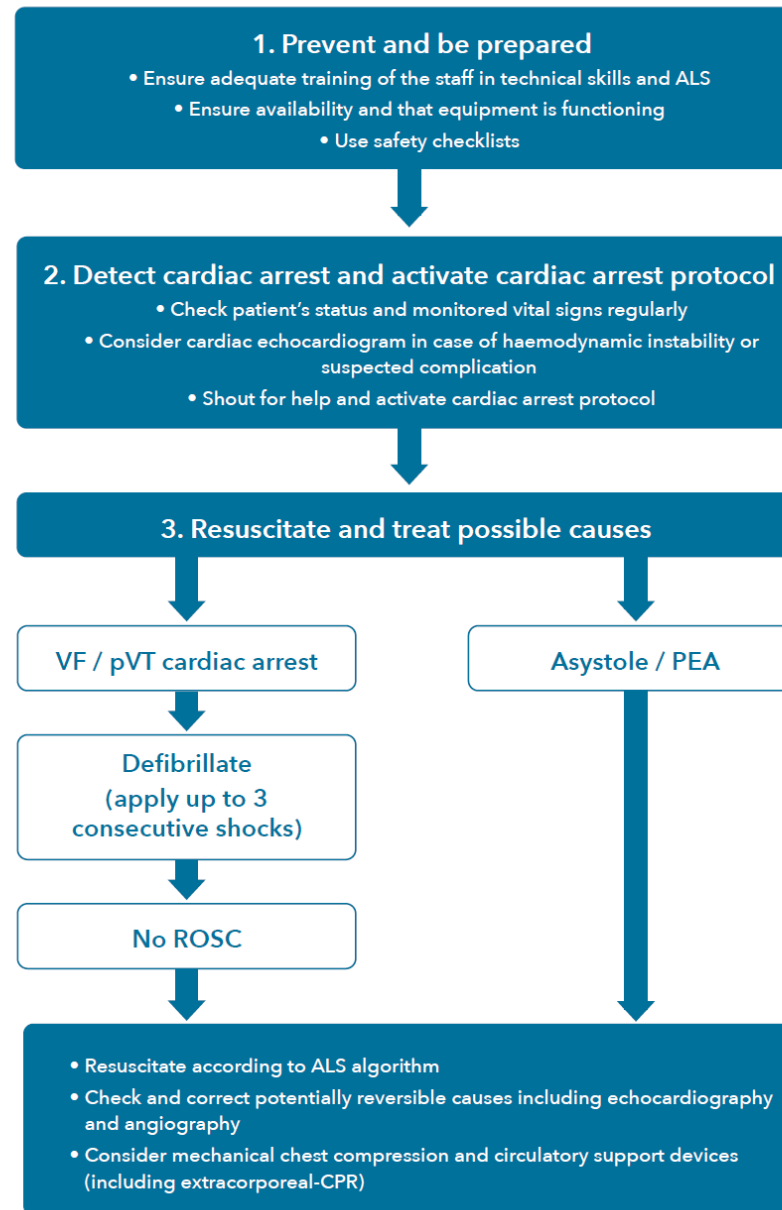 1. Prevent and be prepared
• Ensure adequate training of the staff in technical skills and ALS
• Ensure availability and that equipment is functioning
• Use safety checklists
2. Detect cardiac arrest and activate cardiac arrest protocol
• Check patient's status and monitored vital signs regularly
• Consider cardiac echocardiogram in case of haemodynamic instability or
suspected complication
• Shout for help and activate cardiac arrest protocol
3. Resuscitate and treat possible causes
VF / pVT cardiac arrest
Asystole / PEA
Defibrillate
(apply up to 3
consecutive shocks)
No ROSC
• Resuscitate according to ALS algorithm
• Check and correct potentially reversible causes including echocardiography
and angiography
• Consider mechanical chest compression and circulatory support devices
(including extracorporeal-CPR)